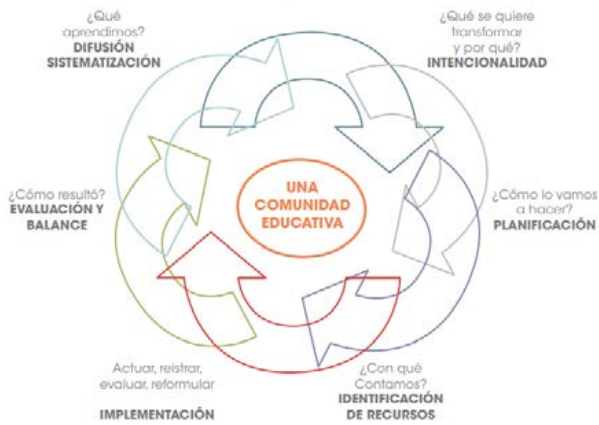 ¿Qué
aprendimos?
DIFUSIÓN
SISTEMATIZACIÓN
¿Qué se quiere
transformar
y por qué?
INTENCIONALIDAD
¿Cómo lo vamos
a hacer?
PLANIFICACIÓN
¿Con qué
Contamos?
IDENTIFICACIÓN
DE RECURSOS
Actuar, reistrar,
evaluar, reformular
IMPLEMENTACIÓN
¿Cómo resultó?
EVALUACIÓN Y
BALANCE
UNA
COMUNIDAD
EDUCATIVA